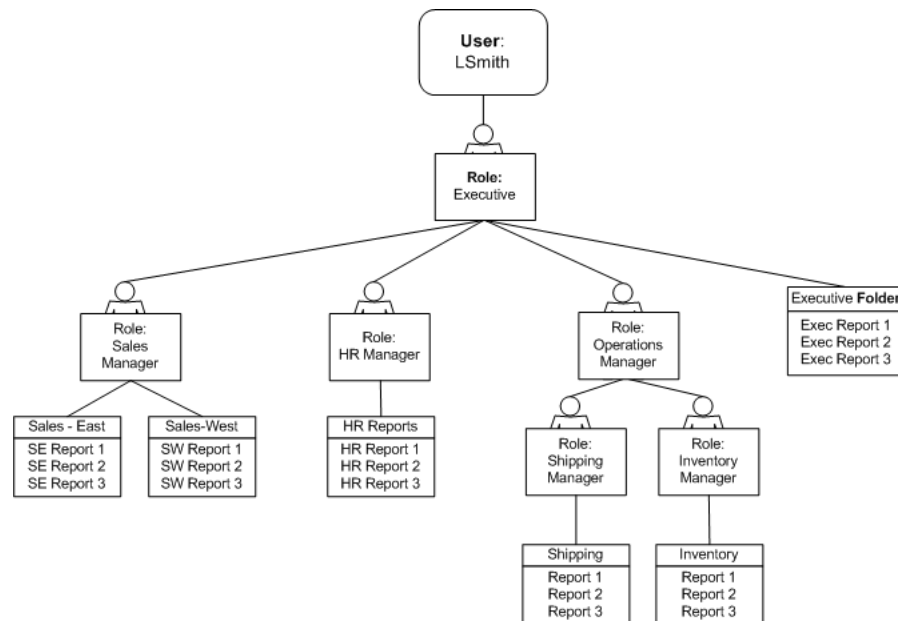 User:
LSmith
Role:
Executive
Role:
Sales
Manager
Role:
HR Manager
Role:
Operations
Manager
Executive Folder
Exec Report 1
Exec Report 2
Exec Report 3
Sales - East
SE Report 1
SE Report 2
SE Report 3
Sales-West
SW Report 1
SW Report 2
SW Report 3
HR Reports
HR Report 1
HR Report 2
HR Report 3
Role:
Shipping
Manager
Role:
Inventory
Manager
Shipping
Report 1
Report 2
Report 3
Inventory
Report 1
Report 2
Report 3